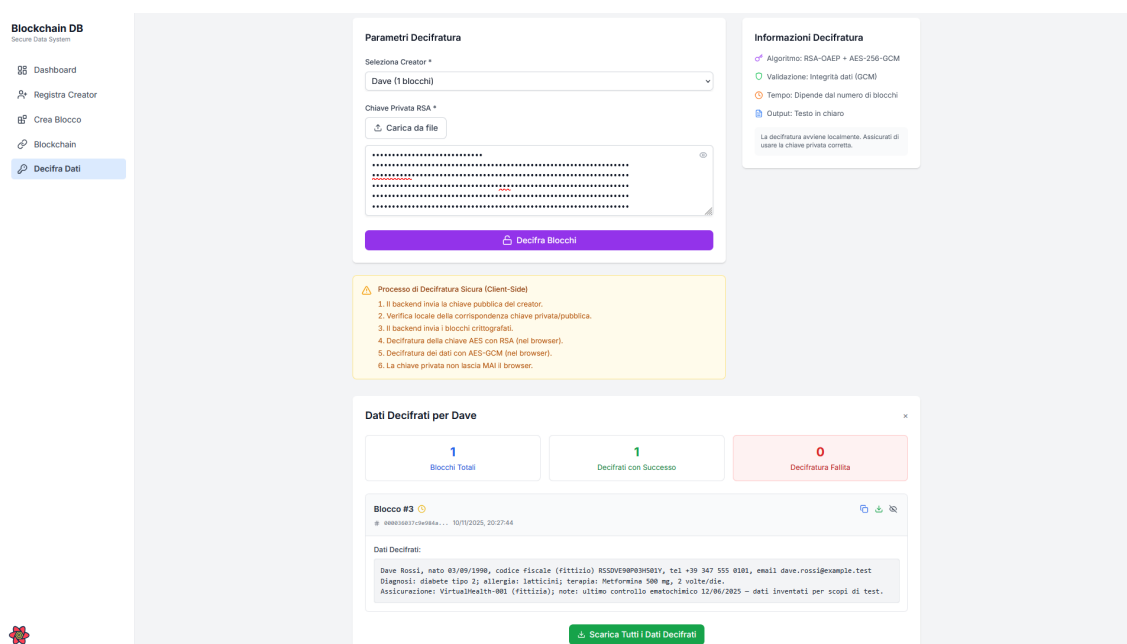 Blockchain DB
Secure Data System
Dashboard
Registra Creator
Crea Blocco
Blockchain
Decifra Dati
Parametri Decifratura
Seleziona Creator *
Dave (1 blocchi)
Chiave Privata RSA *
Carica da file
Decifra Blocchi
Informazioni Decifratura
Algoritmo: RSA-OAEP + AES-256-GCM
Validazione: Integrità dati (GCM)
Tempo: Dipende dal numero di blocchi
Output: Testo in chiaro
La decifratura avviene localmente. Assicurati di
usare la chiave privata corretta.
Processo di Decifratura Sicura (Client-Side)
1. Il backend invia la chiave pubblica del creator.
2. Verifica locale della corrispondenza chiave privata/pubblica.
3. Il backend invia i blocchi crittografati.
4. Decifratura della chiave AES con RSA (nel browser).
5. Decifratura dei dati con AES-GCM (nel browser).
6. La chiave privata non lascia MAI il browser.
Dati Decifrati per Dave
×
1
Blocchi Totali
1
Decifrati con Successo
0
Decifratura Fallita
Blocco #3
# 000036037c9e984a... 10/11/2025, 20:27:44
Dati Decifrati:
Dave Rossi, nato 03/09/1990, codice fiscale (fittizio) RSSDVE90P03H501Y, tel +39 347 555 0101, email dave.rossi@example.test
Diagnosi: diabete tipo 2; allergia: latticini; terapia: Metformina 500 mg, 2 volte/die.
Assicurazione: VirtualHealth-001 (fittizia); note: ultimo controllo ematochimico 12/06/2025 — dati inventati per scopi di test.
Scarica Tutti i Dati Decifrati